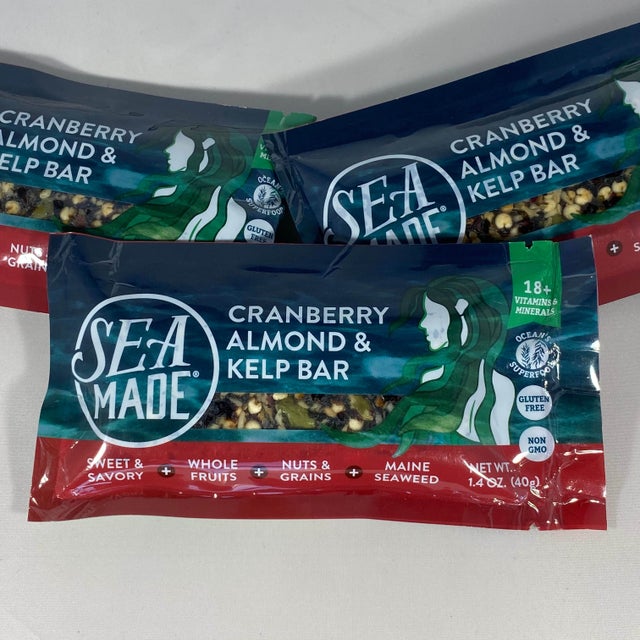 CRANBERRY
ALMOND &
KELP BAR
OCEAN'S
SUPERFOOD
GLUTEN
FREE
CRANBERRY
ALMOND &
KELP BAR
SEA
MADE®
+
SEA
MADE®
CRANBERRY
ALMOND &
KELP BAR
18+
VITAMINS &
MINERALS
OCEAN'S
SUPERFOOD
GLUTEN
FREE
NON
GMO
SWEET &
SAVORY + WHOLE
FRUITS + NUTS &
GRAINS + MAINE
SEAWEED
NET WT.
1.4 OZ. (40g)